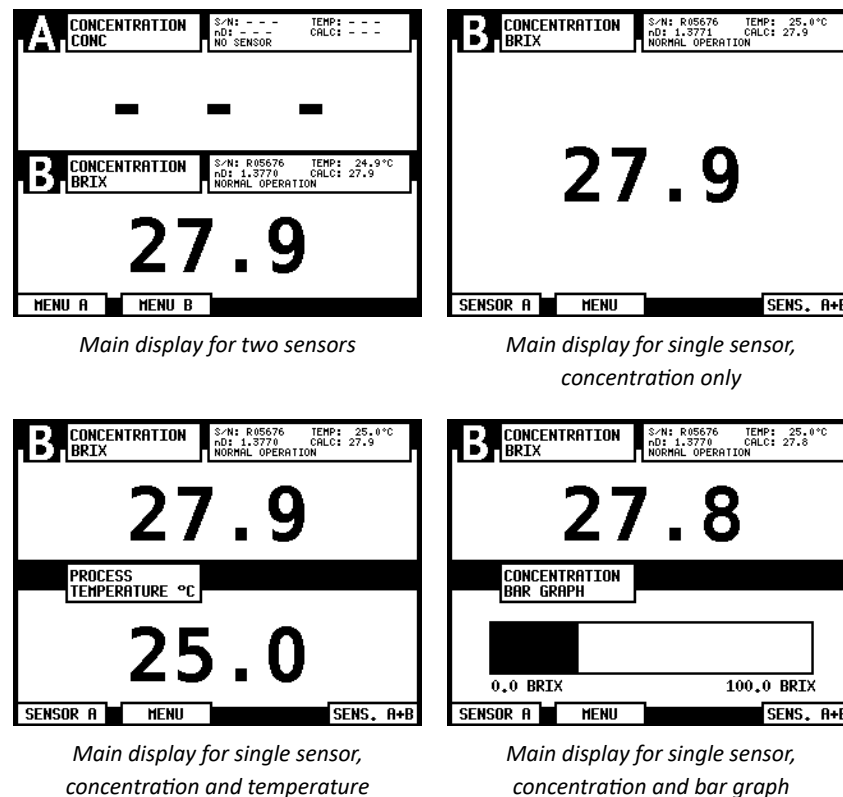 A CONCENTRATION CONC
S/N: - - - TEMP: - - -
nD: - - - CALC: - - -
NO SENSOR
- - -
B CONCENTRATION BRIX
S/N: R05676 TEMP: 24.9°C
nD: 1.3770 CALC: 27.9
NORMAL OPERATION
27.9
MENU A MENU B
Main display for two sensors
B CONCENTRATION BRIX
S/N: R05676 TEMP: 25.0°C
nD: 1.3771 CALC: 27.9
NORMAL OPERATION
27.9
SENSOR A MENU SENS. A+B
Main display for single sensor,
concentration only
B CONCENTRATION BRIX
S/N: R05676 TEMP: 25.0°C
nD: 1.3770 CALC: 27.9
NORMAL OPERATION
27.9
PROCESS
TEMPERATURE °C
25.0
SENSOR A MENU SENS. A+B
Main display for single sensor,
concentration and temperature
B CONCENTRATION BRIX
S/N: R05676 TEMP: 25.0°C
nD: 1.3770 CALC: 27.8
NORMAL OPERATION
27.8
CONCENTRATION
BAR GRAPH
0.0 BRIX 100.0 BRIX
SENSOR A MENU SENS. A+B
Main display for single sensor,
concentration and bar graph